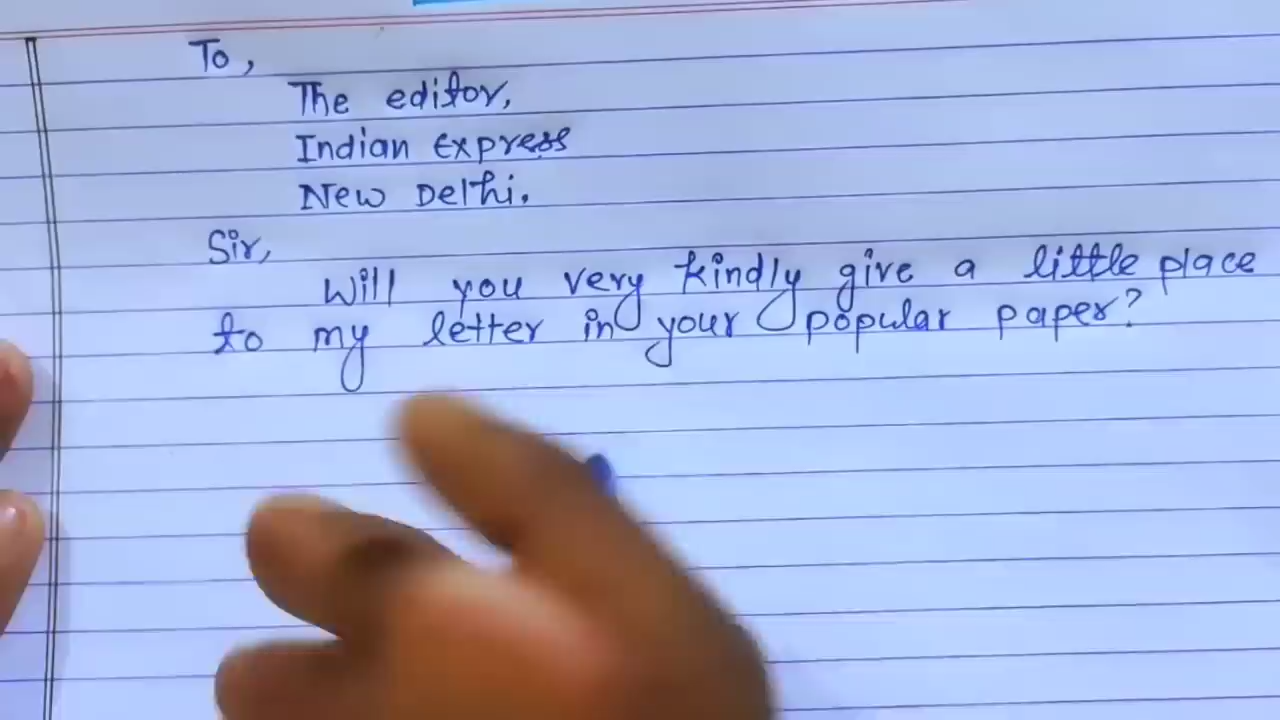 To,
The editor,
Indian Express
New Delhi.
Sir,
Will you very kindly give a little place
to my letter in your popular paper?